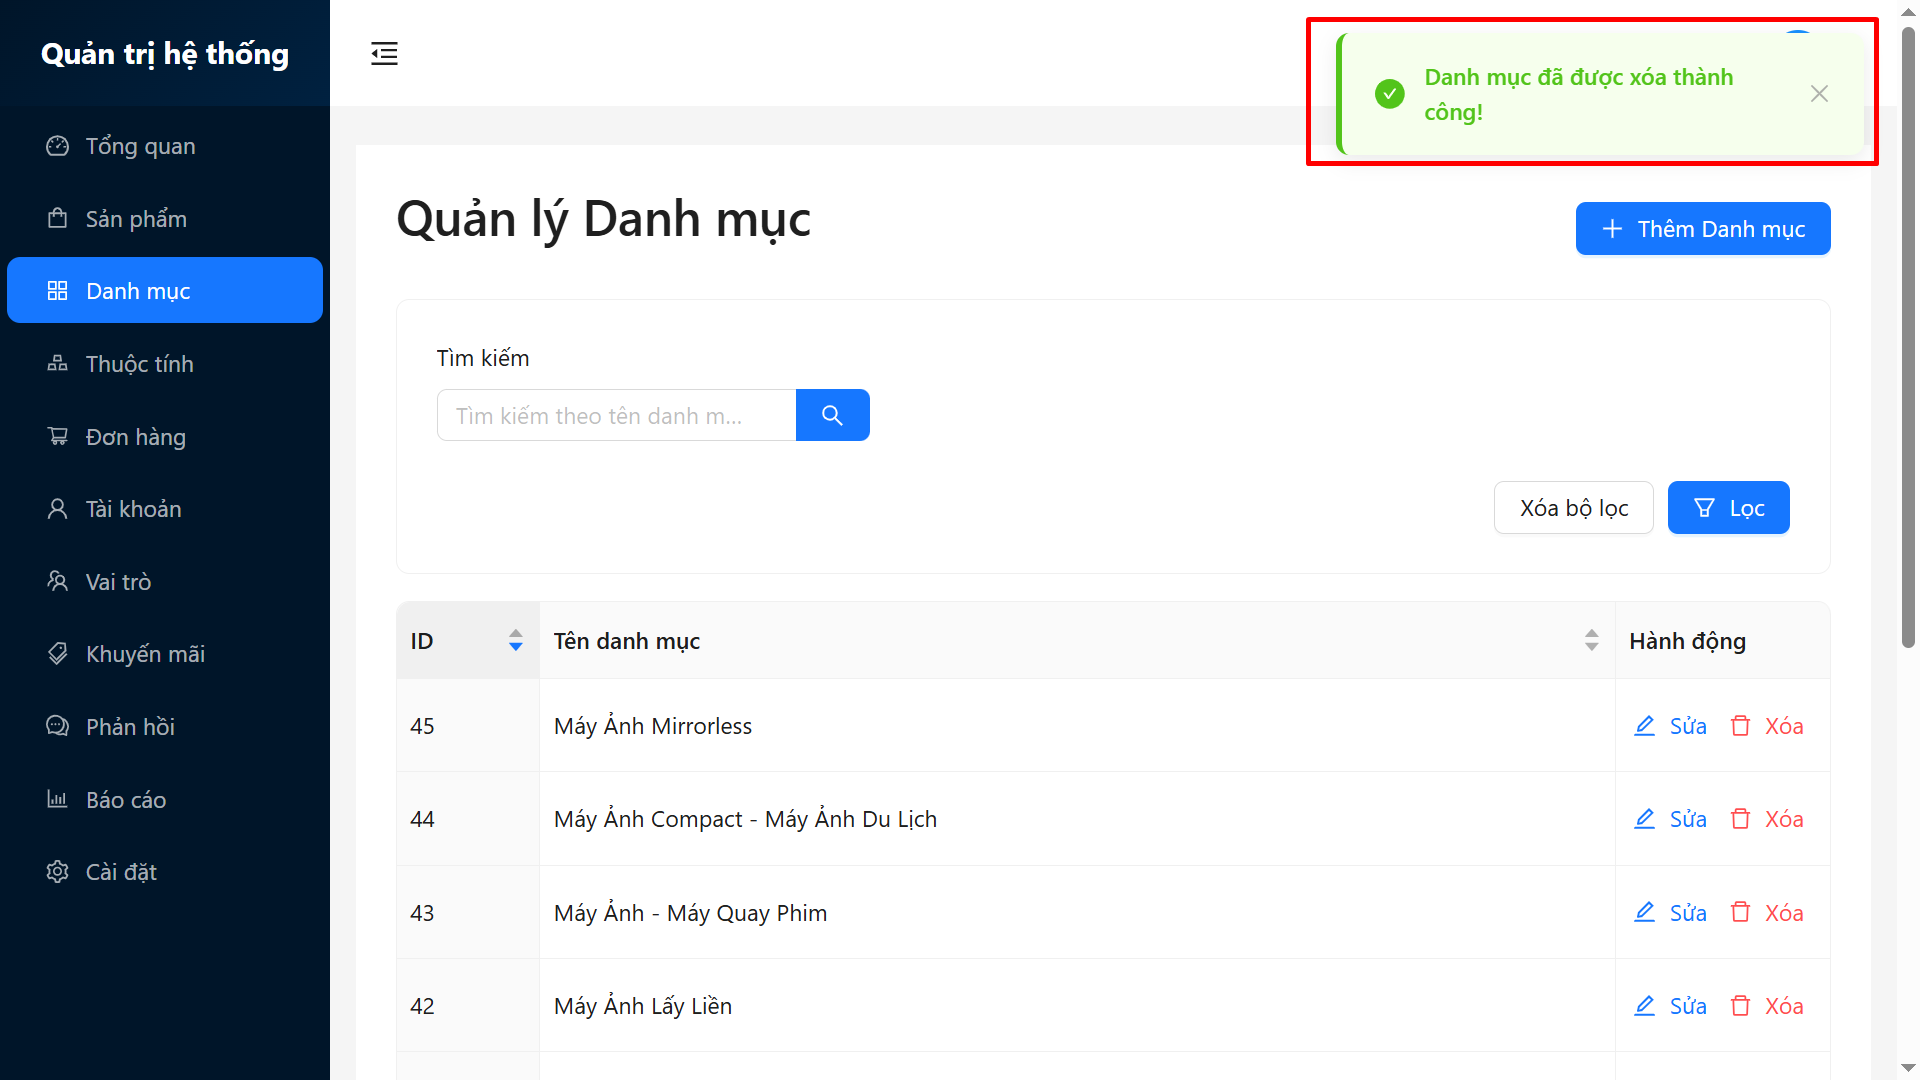 Quản trị hệ thống
Tổng quan
Sản phẩm
Danh mục
Thuộc tính
Đơn hàng
Tài khoản
Vai trò
Khuyến mãi
Phản hồi
Báo cáo
Cài đặt
Danh mục đã được xóa thành
công!
Quản lý Danh mục
Thêm Danh mục
Tìm kiếm
Tìm kiếm theo tên danh m...
Xóa bộ lọc
Lọc
ID Tên danh mục Hành động
45 Máy Ảnh Mirrorless Sửa Xóa
44 Máy Ảnh Compact - Máy Ảnh Du Lịch Sửa Xóa
43 Máy Ảnh - Máy Quay Phim Sửa Xóa
42 Máy Ảnh Lấy Liền Sửa Xóa